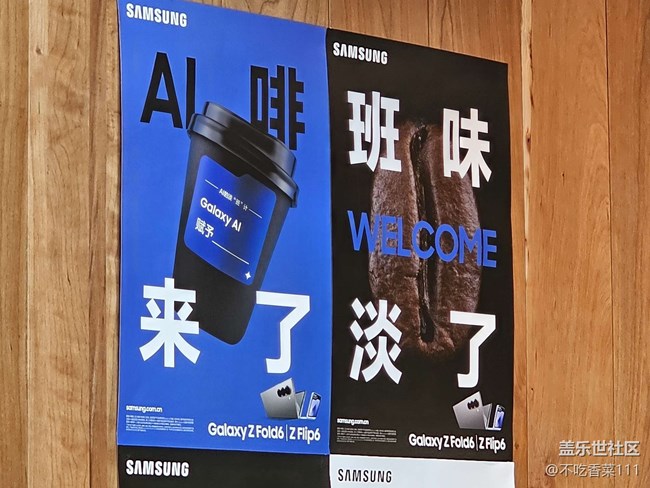 SAMSUNG
AI 啡
Galaxy AI
赋予
来了
samsung.com.cn
Galaxy Z Fold6 | Z Flip6
SAMSUNG
班味
WELCOME
淡了
samsung.com.cn
Galaxy Z Fold6 | Z Flip6
SAMSUNG
SAMSUNG
盖乐世社区
@不吃香菜111